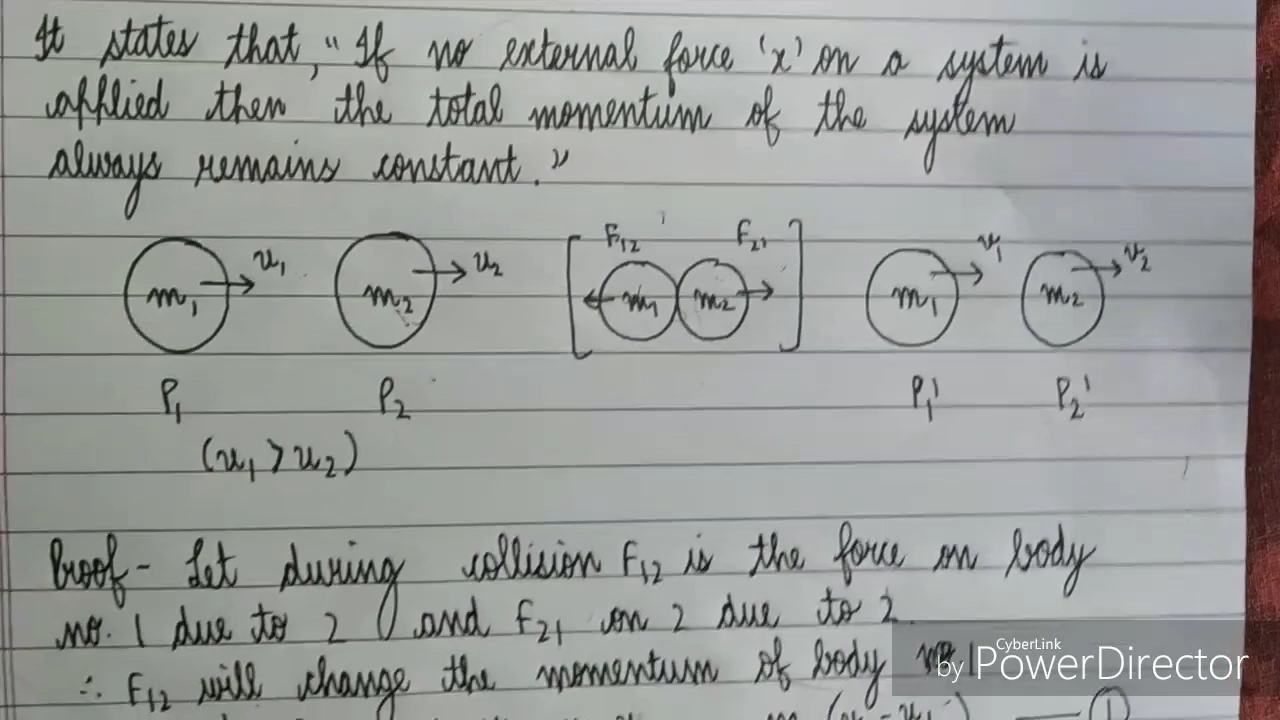 It states that, "If no external force 'x' on a system is
applied then the total momentum of the system
always remains constant."
m₁ u₁ m₂ u₂ [ F₁₂ F₂₁ m₁ m₂ ] m₁ v₁ m₂ v₂
P₁ P₂ P₁' P₂'
(u₁ > u₂)
Proof - Let during collision F₁₂ is the force on body
no. 1 due to 2 and F₂₁ on 2 due to 2.
∴ F₁₂ will change the momentum of body no. 1
CyberLink
by PowerDirector
①